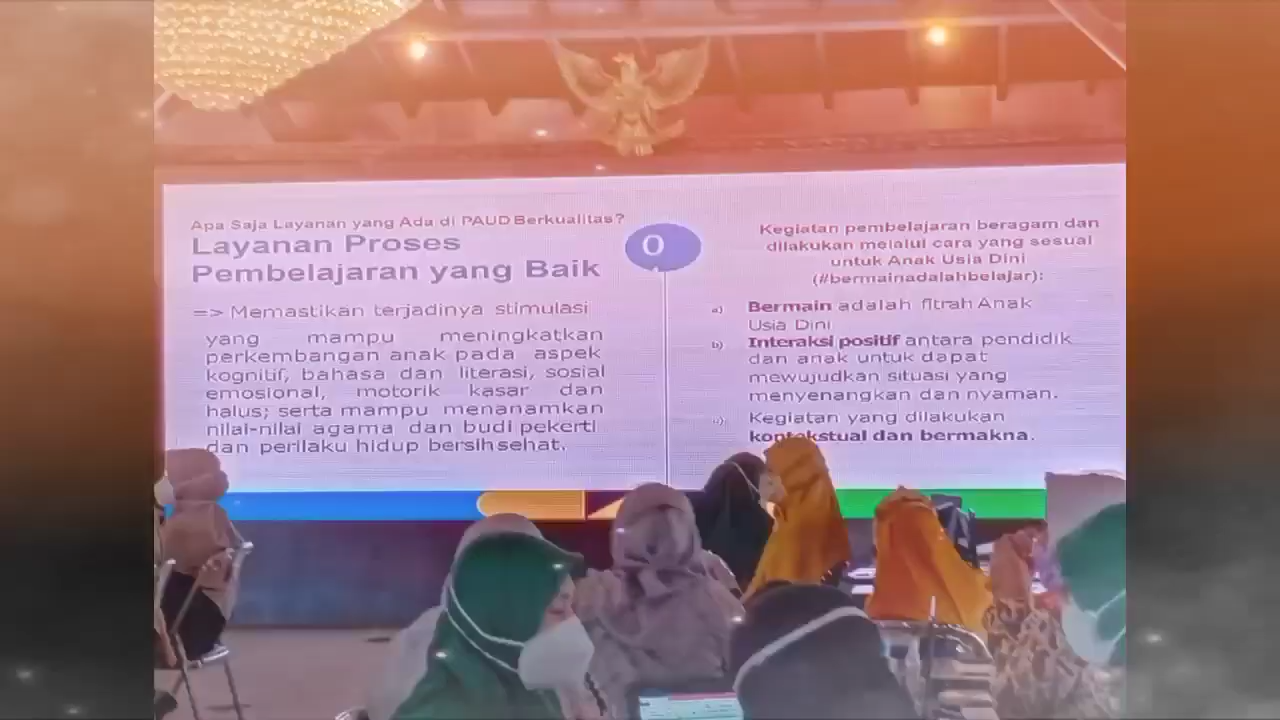 Apa Saja Layanan yang Ada di PAUD Berkualitas?
Layanan Proses
Pembelajaran yang Baik
=> Memastikan terjadinya stimulasi
yang mampu meningkatkan
perkembangan anak pada aspek
kognitif, bahasa dan literasi, sosial
emosional, motorik kasar dan
halus; serta mampu menanamkan
nilai-nilai agama dan budi pekerti
dan perilaku hidup bersih sehat.
0
Kegiatan pembelajaran beragam dan
dilakukan melalui cara yang sesuai
untuk Anak Usia Dini
(#bermainadalahbelajar):
a) Bermain adalah fitrah Anak
Usia Dini
b) Interaksi positif antara pendidik
dan anak untuk dapat
mewujudkan situasi yang
menyenangkan dan nyaman.
c) Kegiatan yang dilakukan
kontekstual dan bermakna.